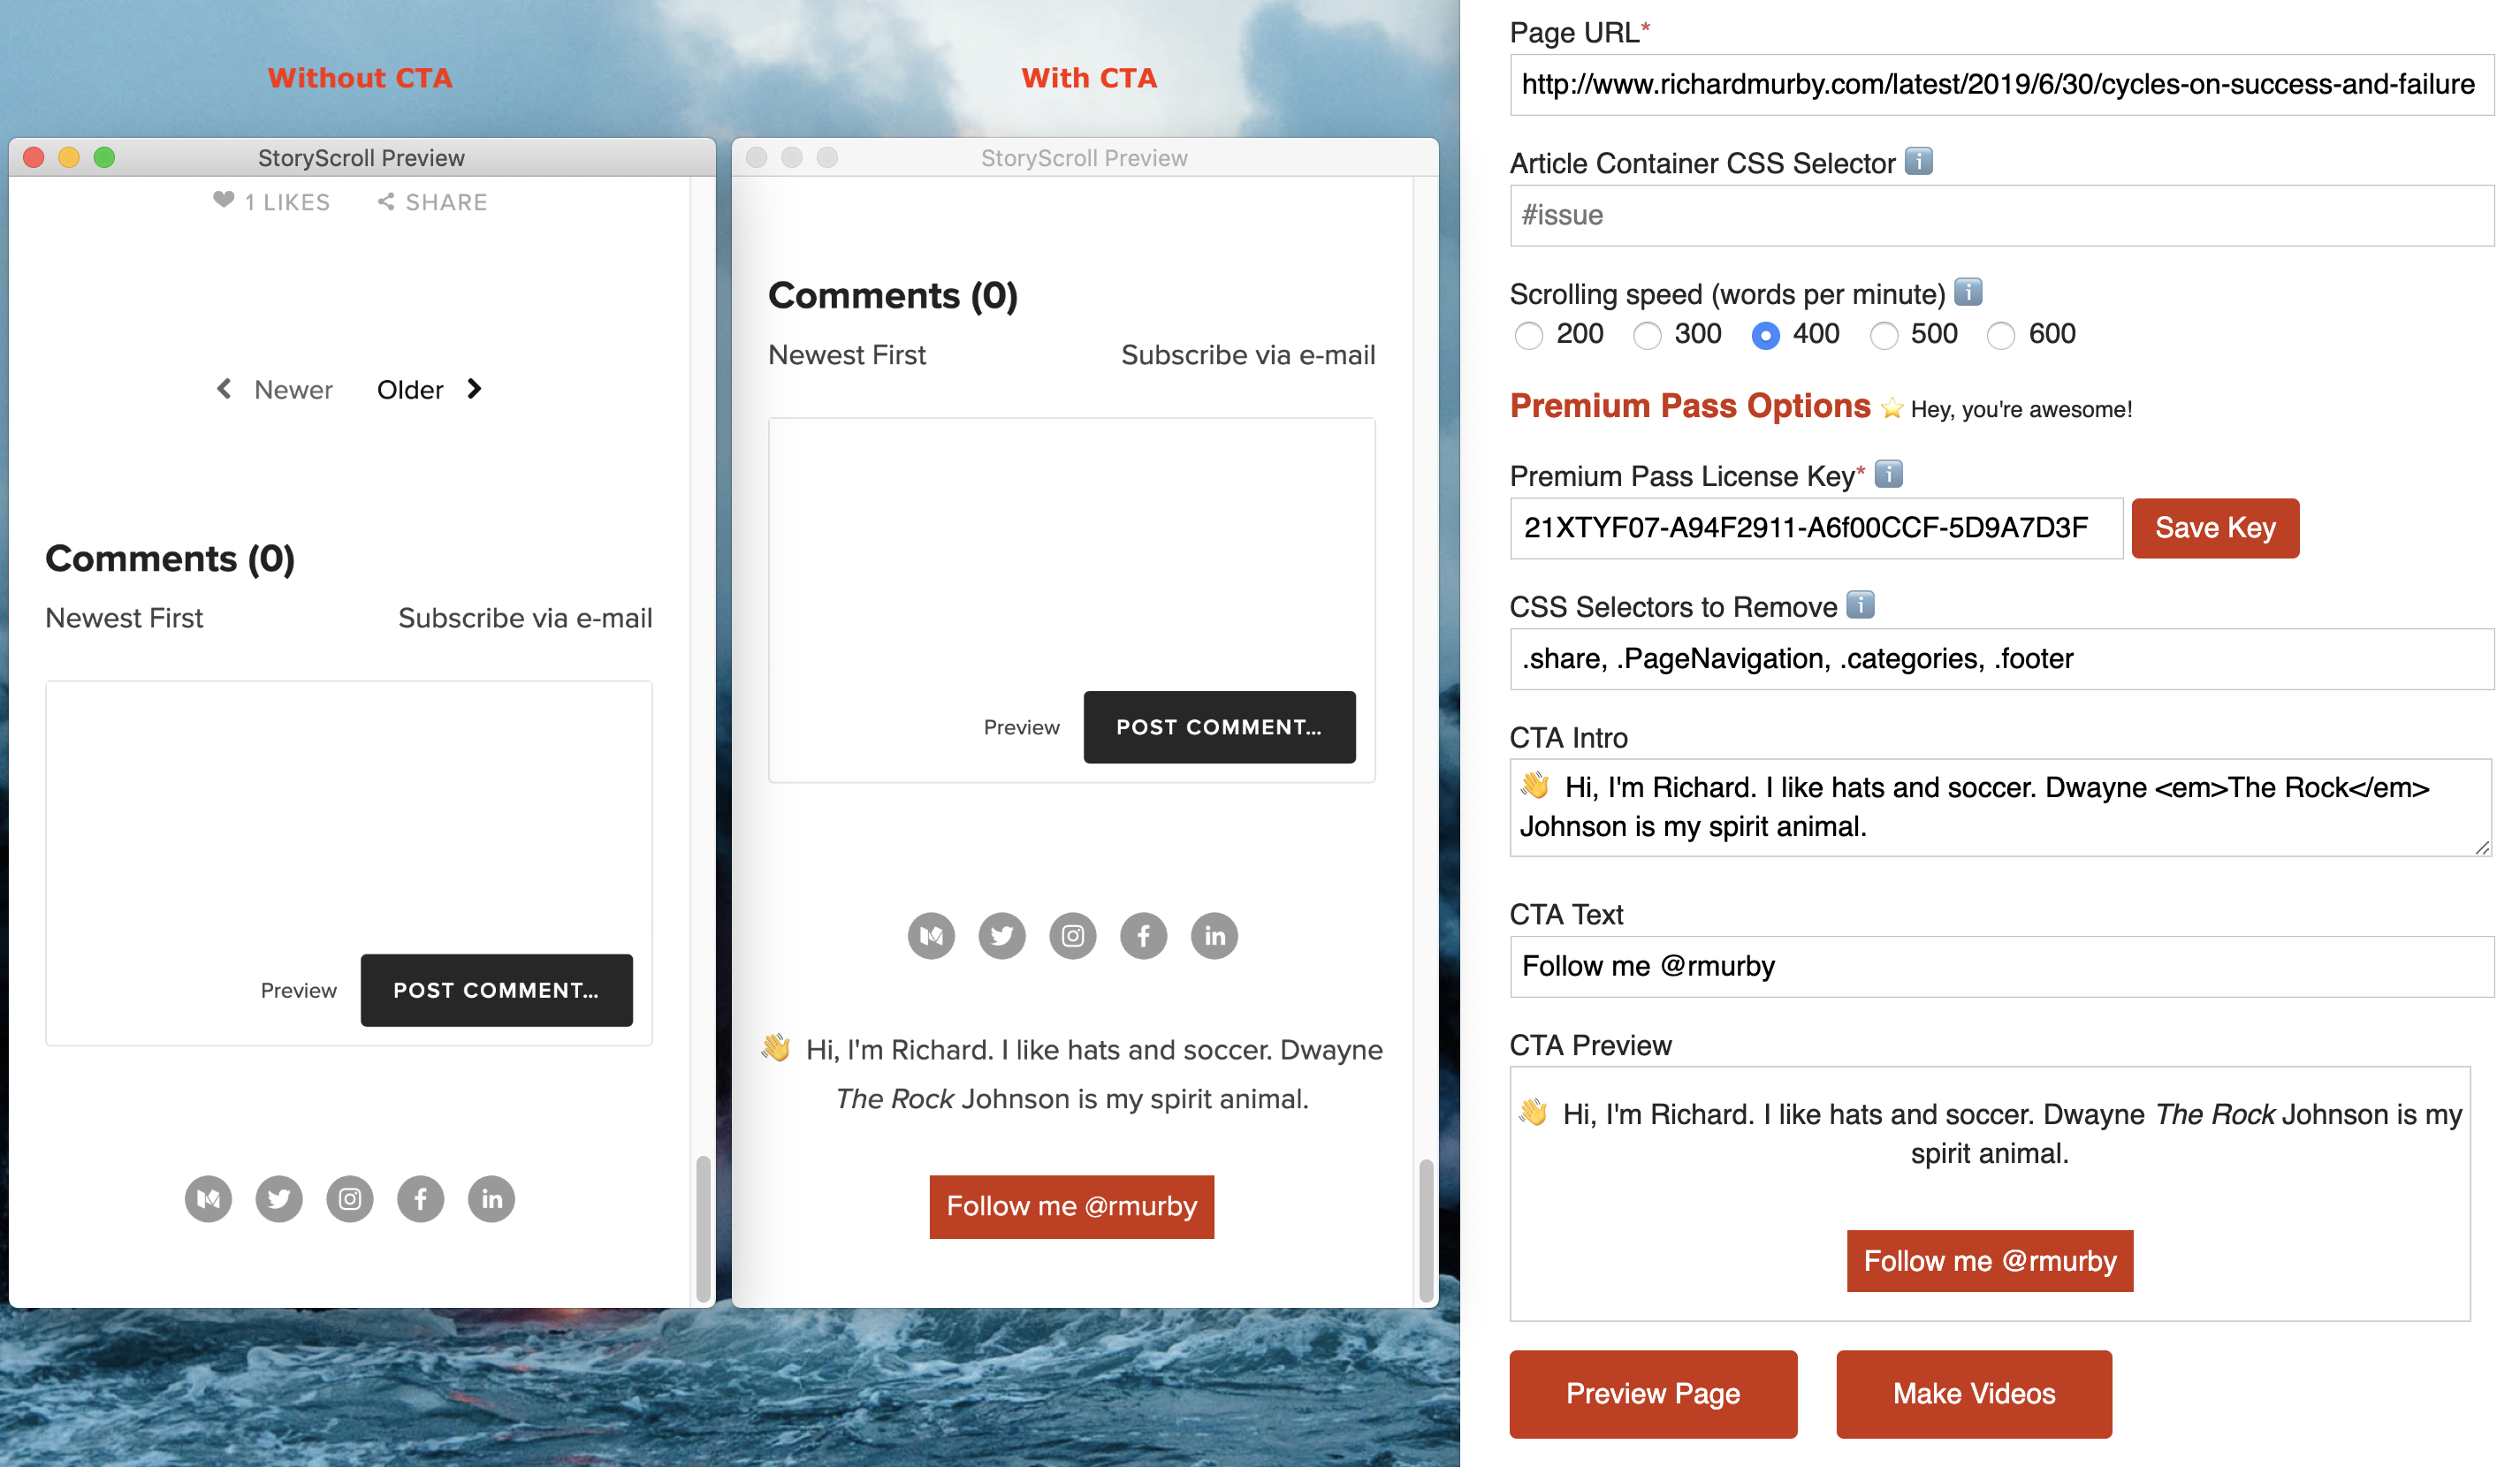 Without CTA
StoryScroll Preview
1 LIKES SHARE
Newer Older
Comments (0)
Newest First Subscribe via e-mail
Preview POST COMMENT...
With CTA
StoryScroll Preview
Comments (0)
Newest First Subscribe via e-mail
Preview POST COMMENT...
👋 Hi, I'm Richard. I like hats and soccer. Dwayne
The Rock Johnson is my spirit animal.
Follow me @rmurby
Page URL*
http://www.richardmurby.com/latest/2019/6/30/cycles-on-success-and-failure
Article Container CSS Selector ℹ️
#issue
Scrolling speed (words per minute) ℹ️
200 300 400 500 600
Premium Pass Options ⭐ Hey, you're awesome!
Premium Pass License Key* ℹ️
21XTYF07-A94F2911-A6f00CCF-5D9A7D3F Save Key
CSS Selectors to Remove ℹ️
.share, .PageNavigation, .categories, .footer
CTA Intro
👋 Hi, I'm Richard. I like hats and soccer. Dwayne <em>The Rock</em>
Johnson is my spirit animal.
CTA Text
Follow me @rmurby
CTA Preview
👋 Hi, I'm Richard. I like hats and soccer. Dwayne The Rock Johnson is my
spirit animal.
Follow me @rmurby
Preview Page Make Videos